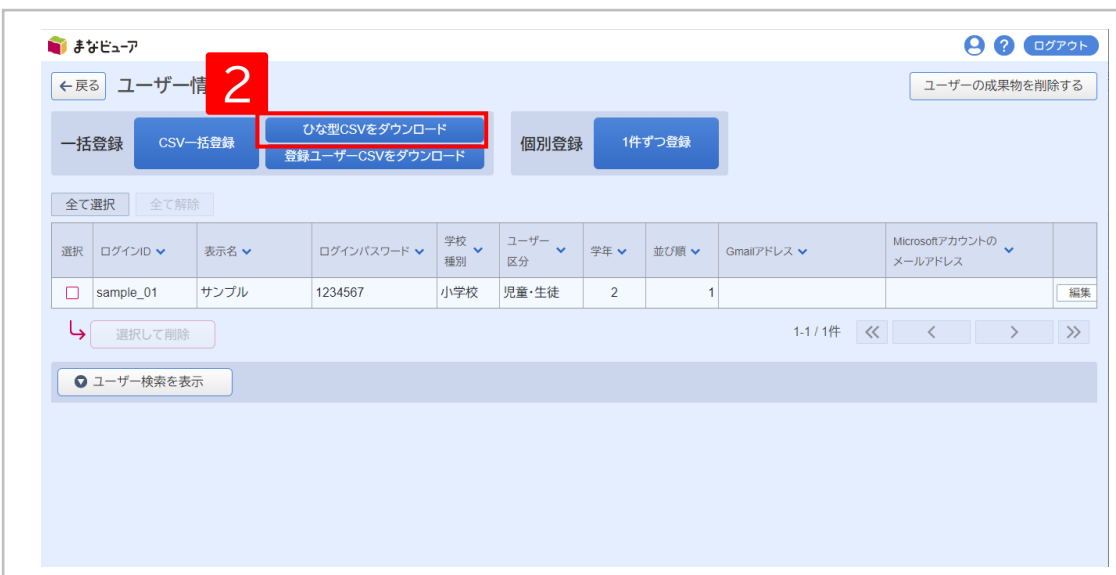 まなビューア
ログアウト
←戻る ユーザー情
2
ユーザーの成果物を削除する
一括登録 CSV一括登録 ひな型CSVをダウンロード
登録ユーザーCSVをダウンロード
個別登録 1件ずつ登録
全て選択 全て解除
選択 ログインID 表示名 ログインパスワード 学校種別 ユーザー区分 学年 並び順 Gmailアドレス Microsoftアカウントのメールアドレス
sample_01 サンプル 1234567 小学校 児童・生徒 2 1 編集
選択して削除
1-1 / 1件
ユーザー検索を表示